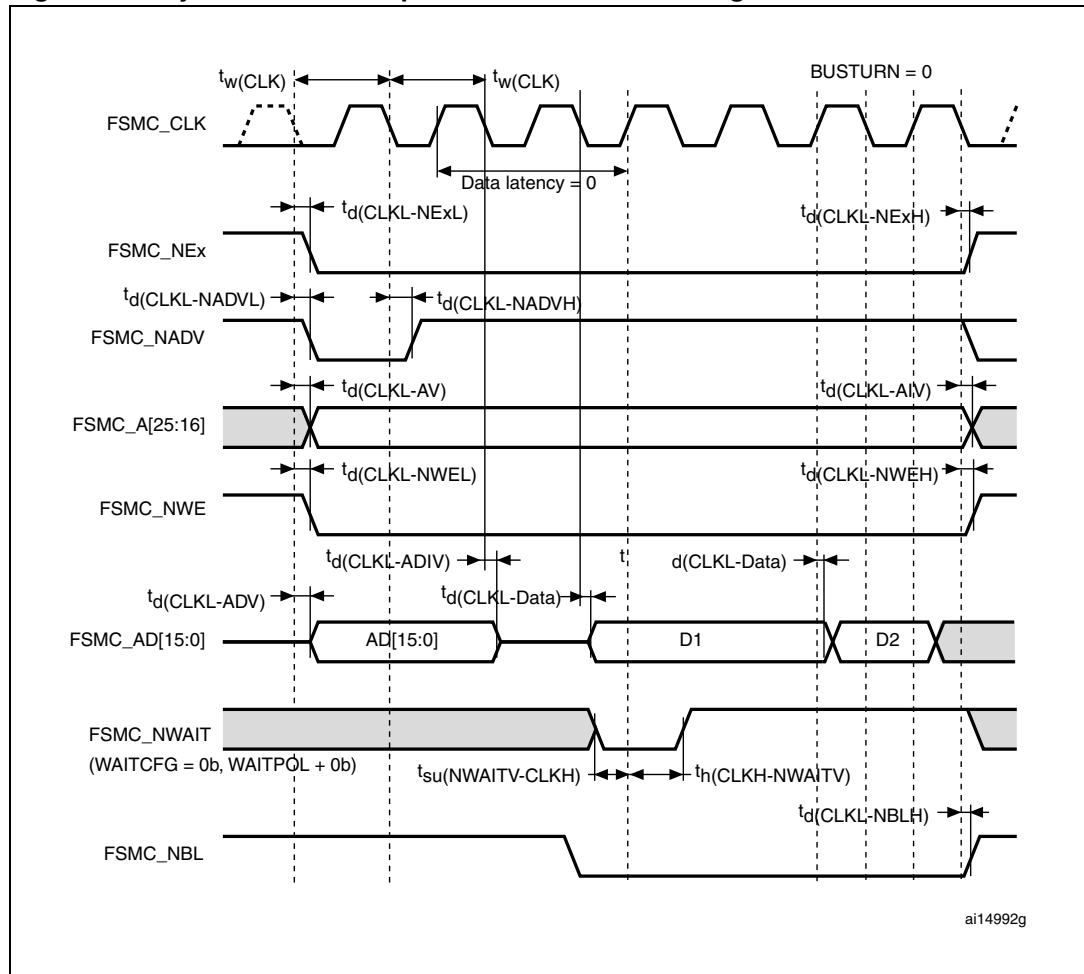 tw(CLK)
tw(CLK)
BUSTURN = 0
FSMC_CLK
Data latency = 0
td(CLKL-NExL)
td(CLKL-NExH)
FSMC_NEx
td(CLKL-NADVL)
td(CLKL-NADVH)
FSMC_NADV
td(CLKL-AV)
td(CLKL-AIV)
FSMC_A[25:16]
td(CLKL-NWEL)
td(CLKL-NWEH)
FSMC_NWE
td(CLKL-ADIV)
t
d(CLKL-Data)
td(CLKL-ADV)
td(CLKL-Data)
FSMC_AD[15:0]
AD[15:0]
D1
D2
FSMC_NWAIT
(WAITCFG = 0b, WAITPOL + 0b)
tsu(NWAITV-CLKH)
th(CLKH-NWAITV)
td(CLKL-NBLH)
FSMC_NBL
ai14992g